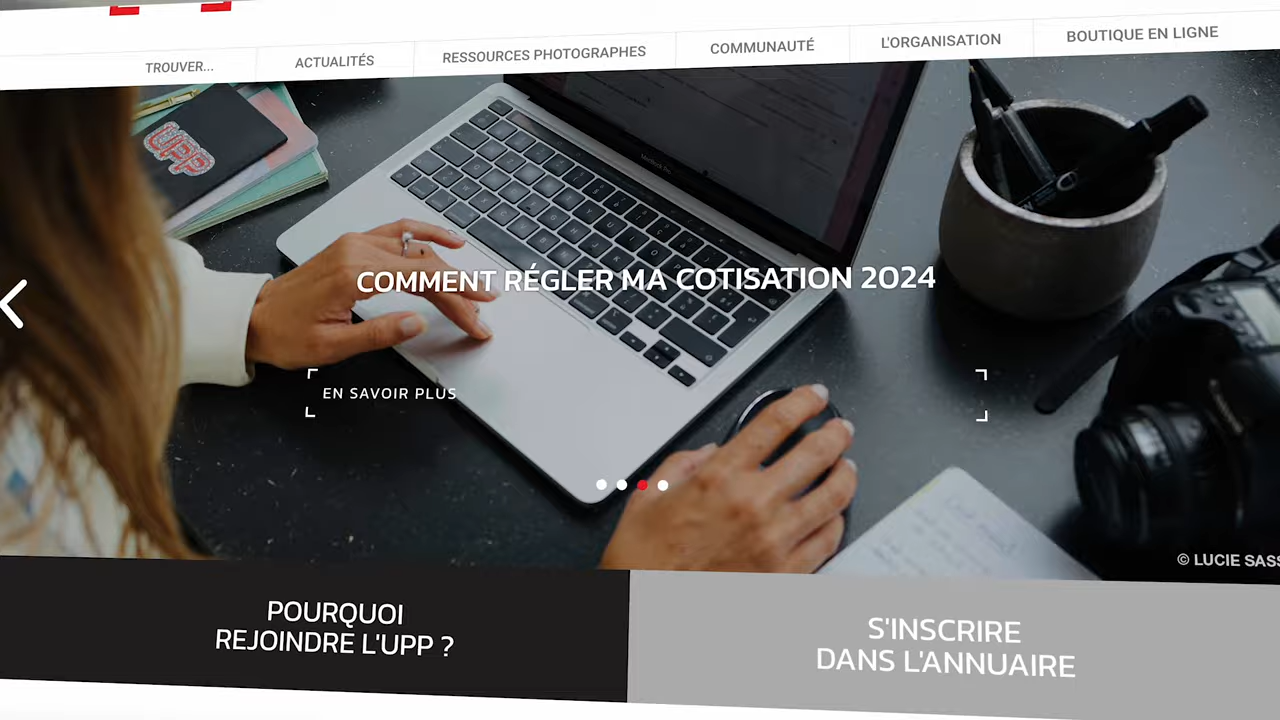 TROUVER...
ACTUALITÉS
RESSOURCES PHOTOGRAPHES
COMMUNAUTÉ
L'ORGANISATION
BOUTIQUE EN LIGNE
UPP
COMMENT RÉGLER MA COTISATION 2024
EN SAVOIR PLUS
© LUCIE SASS
POURQUOI
REJOINDRE L'UPP ?
S'INSCRIRE
DANS L'ANNUAIRE